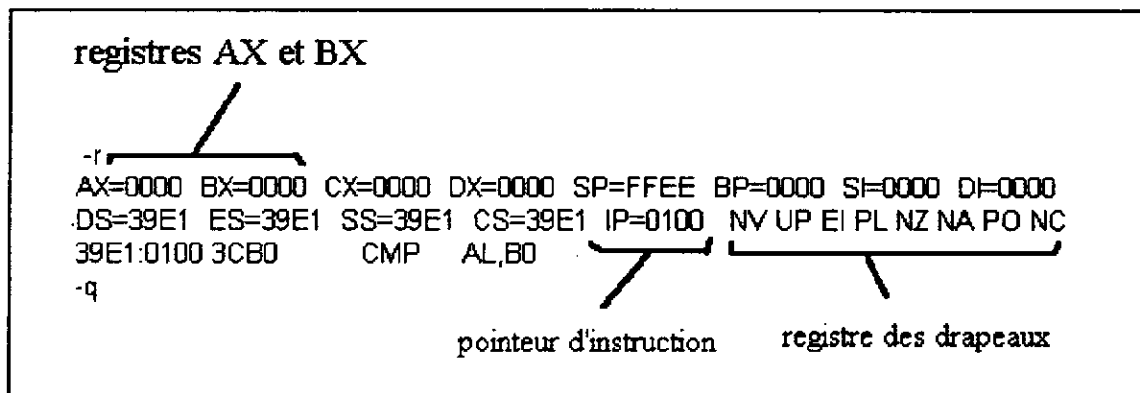 registres AX et BX
-r
AX=0000 BX=0000 CX=0000 DX=0000 SP=FFEE BP=0000 SI=0000 DI=0000
DS=39E1 ES=39E1 SS=39E1 CS=39E1 IP=0100 NV UP EI PL NZ NA PO NC
39E1:0100 3CB0 CMP AL,B0
-q
pointeur d'instruction registre des drapeaux